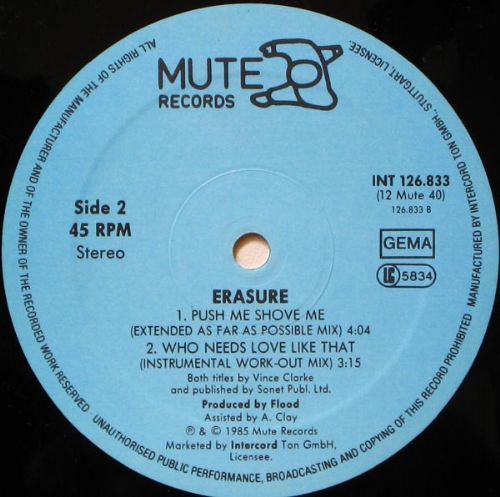 MUTE
RECORDS
Side 2
45 RPM
Stereo
INT 126.833
(12 Mute 40)
126.833 B
GEMA
LC 5834
ERASURE
1. PUSH ME SHOVE ME
(EXTENDED AS FAR AS POSSIBLE MIX) 4:04
2. WHO NEEDS LOVE LIKE THAT
(INSTRUMENTAL WORK-OUT MIX) 3:15
Both titles by Vince Clarke
and published by Sonet Publ. Ltd.
Produced by Flood
Assisted by A. Clay
℗ & © 1985 Mute Records
Marketed by Intercord Ton GmbH,
Licensee.
ALL RIGHTS OF THE MANUFACTURER AND OF THE OWNER OF THE RECORDED WORK RESERVED. UNAUTHORISED PUBLIC PERFORMANCE, BROADCASTING AND COPYING OF THIS RECORD PROHIBITED
MANUFACTURED BY INTERCORD TON GMBH, STUTTGART, LICENSEE.